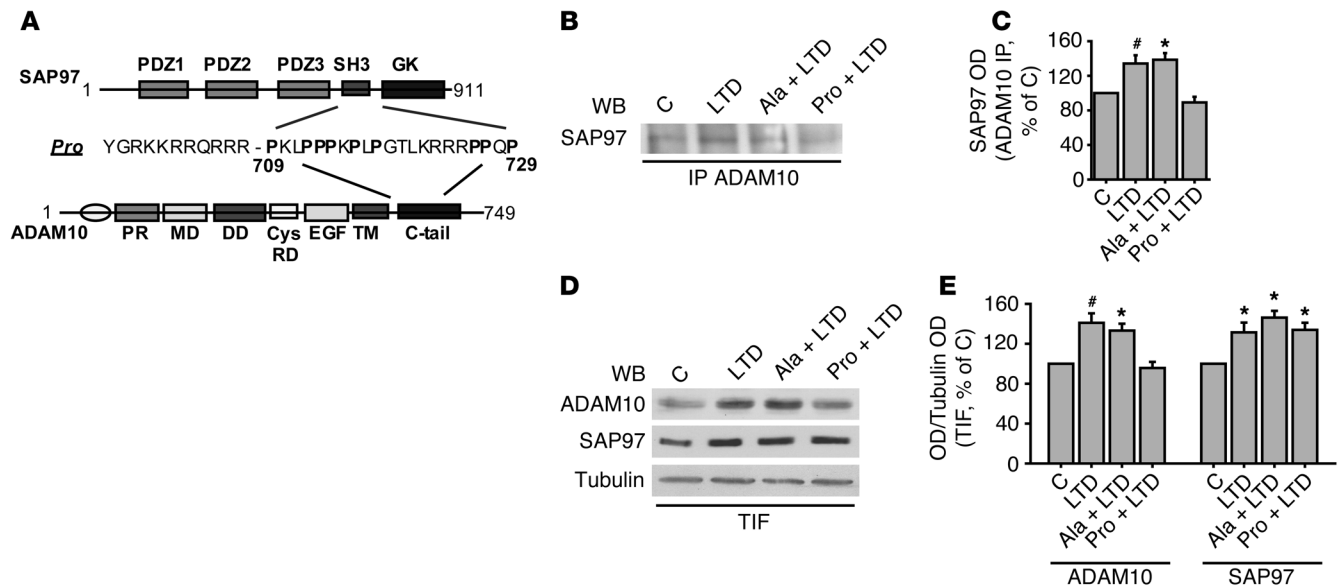 A
PDZ1 PDZ2 PDZ3 SH3 GK
SAP97 1 911
Pro YGRKKRRQRRR - PKLPPPKPLPGTLKRRRPPQP
709 729
1 749
ADAM10 PR MD DD Cys EGF TM C-tail
RD
B
WB C LTD Ala + LTD Pro + LTD
SAP97
IP ADAM10
C
SAP97 OD
(ADAM10 IP,
% of C)
160
120
80
40
0
# *
C LTD Ala + LTD Pro + LTD
D
WB C LTD Ala + LTD Pro + LTD
ADAM10
SAP97
Tubulin
TIF
E
OD/Tubulin OD
(TIF, % of C)
160
120
80
40
0
# * * * *
C LTD Ala + LTD Pro + LTD C LTD Ala + LTD Pro + LTD
ADAM10 SAP97